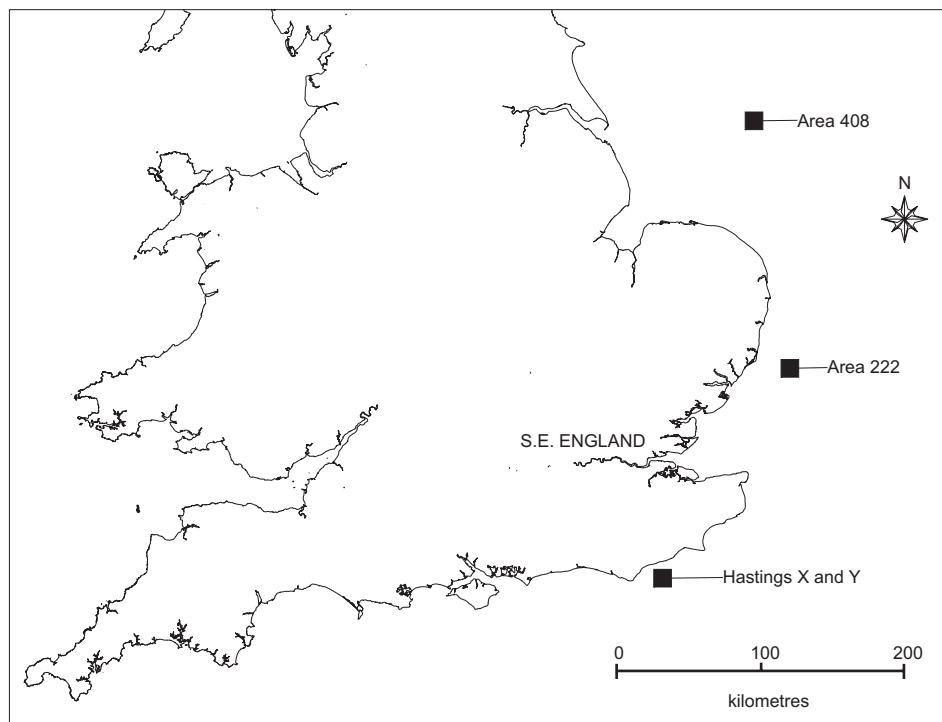 Area 408
N
Area 222
S.E. ENGLAND
Hastings X and Y
0 100 200
kilometres